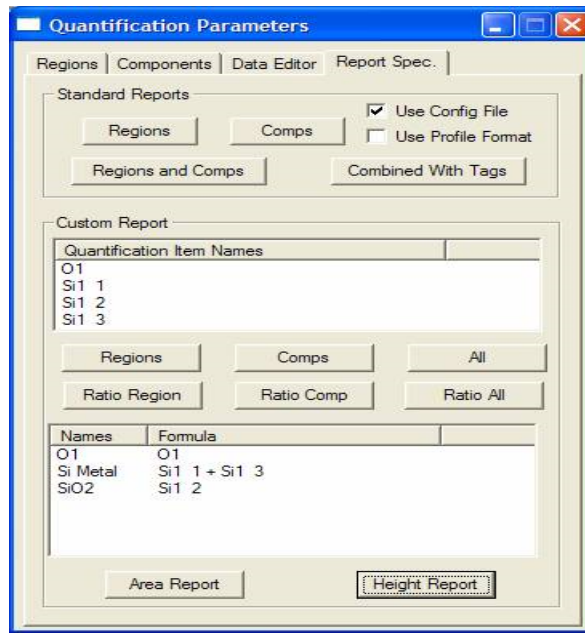 Quantification Parameters
Regions Components Data Editor Report Spec.
Standard Reports
Use Config File
Regions Comps
Use Profile Format
Regions and Comps Combined With Tags
Custom Report
Quantification Item Names
O1
Si1 1
Si1 2
Si1 3
Regions Comps All
Ratio Region Ratio Comp Ratio All
Names Formula
O1 O1
Si Metal Si1 1 + Si1 3
SiO2 Si1 2
Area Report Height Report